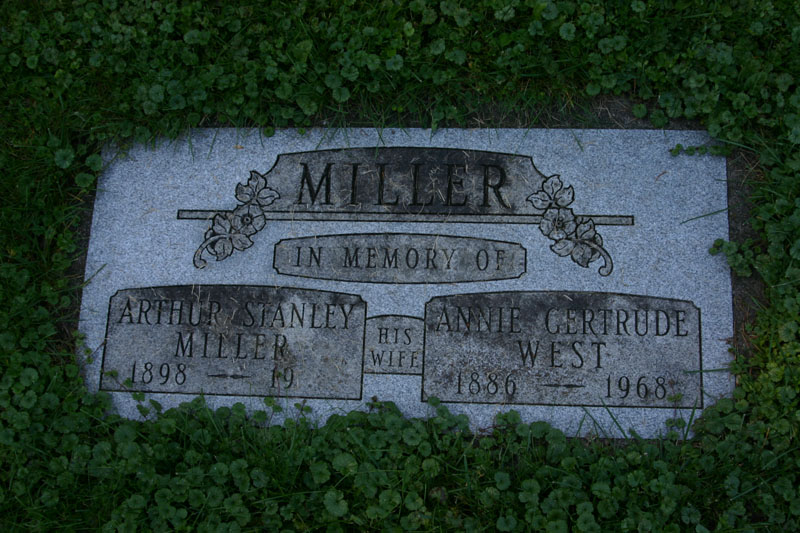 MILLER
IN MEMORY OF
ARTHUR STANLEY
MILLER
1898 — 19
HIS
WIFE
ANNIE GERTRUDE
WEST
1886 — 1968